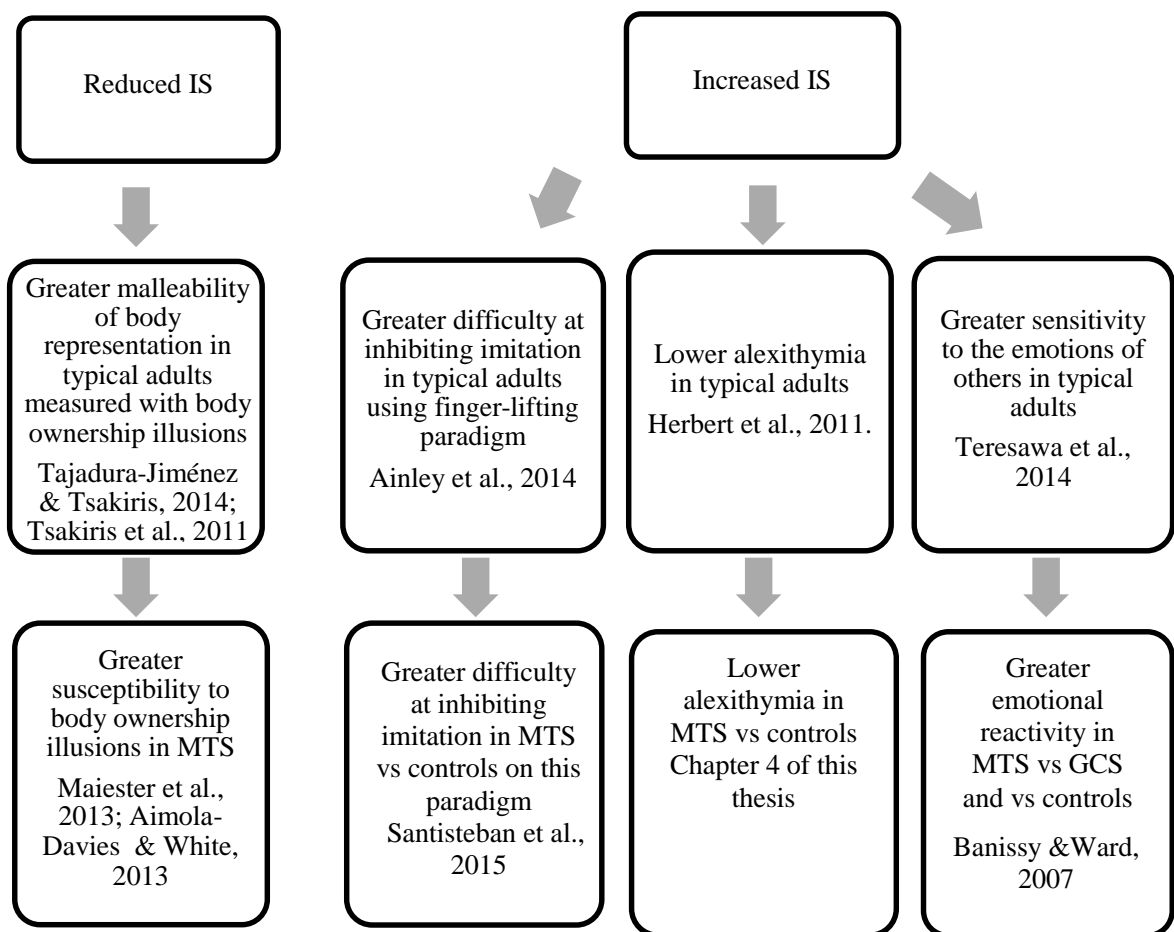 Reduced IS
Increased IS
Greater malleability
of body
representation in
typical adults
measured with body
ownership illusions
Tajadura-Jiménez
& Tsakiris, 2014;
Tsakiris et al., 2011
Greater difficulty at
inhibiting imitation
in typical adults
using finger-lifting
paradigm
Ainley et al., 2014
Lower alexithymia
in typical adults
Herbert et al., 2011.
Greater sensitivity
to the emotions of
others in typical
adults
Teresawa et al.,
2014
Greater
susceptibility to
body ownership
illusions in MTS
Maiester et al.,
2013; Aimola-
Davies & White,
2013
Greater difficulty
at inhibiting
imitation in MTS
vs controls on this
paradigm
Santisteban et al.,
2015
Lower
alexithymia in
MTS vs controls
Chapter 4 of this
thesis
Greater
emotional
reactivity in
MTS vs GCS
and vs controls
Banissy &Ward,
2007